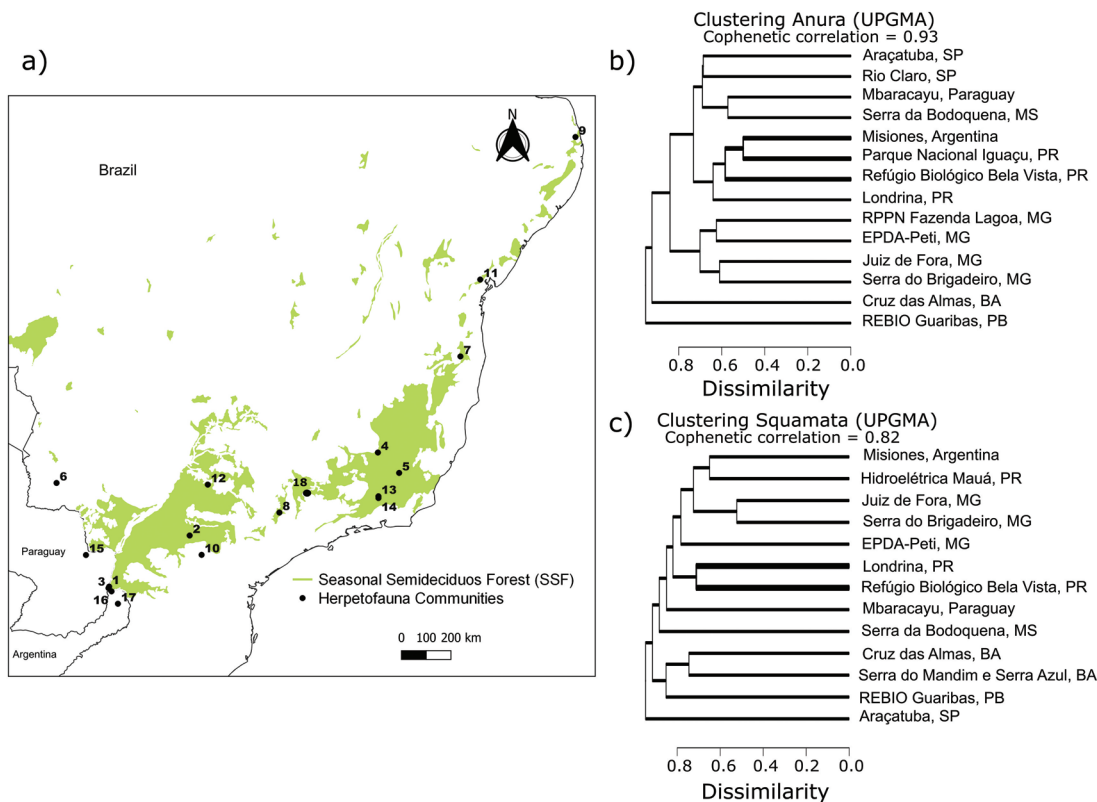 a)
N
Brazil
9
11
7
4
5
6
12
18
13
14
8
2
10
Paraguay
15
3 1
16 17
Argentina
Seasonal Semideciduos Forest (SSF)
Herpetofauna Communities
0 100 200 km
b)
Clustering Anura (UPGMA)
Cophenetic correlation = 0.93
Araçatuba, SP
Rio Claro, SP
Mbaracayu, Paraguay
Serra da Bodoquena, MS
Misiones, Argentina
Parque Nacional Iguaçu, PR
Refúgio Biológico Bela Vista, PR
Londrina, PR
RPPN Fazenda Lagoa, MG
EPDA-Peti, MG
Juiz de Fora, MG
Serra do Brigadeiro, MG
Cruz das Almas, BA
REBIO Guaribas, PB
0.8 0.6 0.4 0.2 0.0
Dissimilarity
c)
Clustering Squamata (UPGMA)
Cophenetic correlation = 0.82
Misiones, Argentina
Hidroelétrica Mauá, PR
Juiz de Fora, MG
Serra do Brigadeiro, MG
EPDA-Peti, MG
Londrina, PR
Refúgio Biológico Bela Vista, PR
Mbaracayu, Paraguay
Serra da Bodoquena, MS
Cruz das Almas, BA
Serra do Mandim e Serra Azul, BA
REBIO Guaribas, PB
Araçatuba, SP
0.8 0.6 0.4 0.2 0.0
Dissimilarity